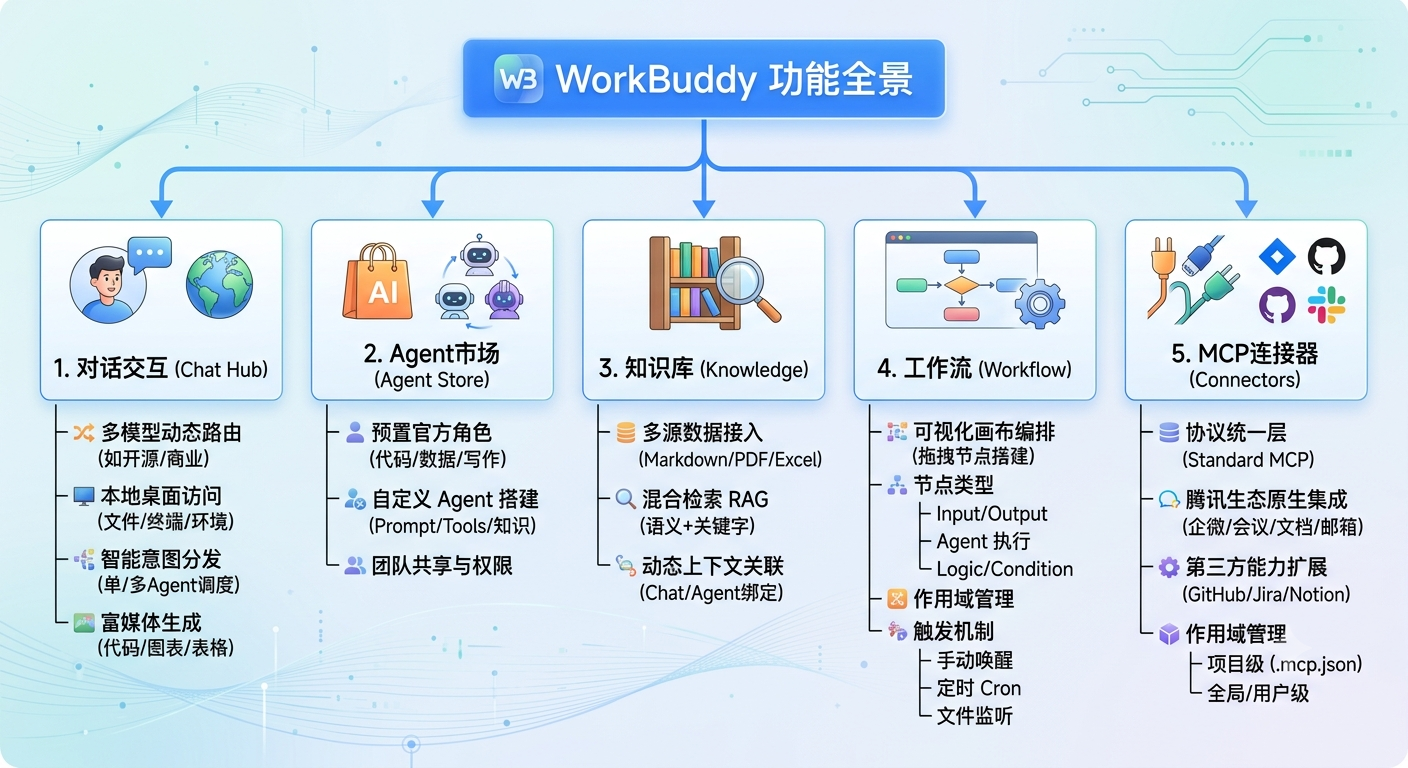 W3 WorkBuddy 功能全景
1. 对话交互 (Chat Hub)
多模型动态路由
(如开源/商业)
本地桌面访问
(文件/终端/环境)
智能意图分发
(单/多Agent调度)
富媒体生成
(代码/图表/表格)
AI
2. Agent市场
(Agent Store)
预置官方角色
(代码/数据/写作)
自定义 Agent 搭建
(Prompt/Tools/知识)
团队共享与权限
3. 知识库 (Knowledge)
多源数据接入
(Markdown/PDF/Excel)
混合检索 RAG
(语义+关键字)
动态上下文关联
(Chat/Agent绑定)
4. 工作流 (Workflow)
可视化画布编排
(拖拽节点搭建)
节点类型
Input/Output
Agent 执行
Logic/Condition
作用域管理
触发机制
手动唤醒
定时 Cron
文件监听
5. MCP连接器
(Connectors)
协议统一层
(Standard MCP)
腾讯生态原生集成
(企微/会议/文档/邮箱)
第三方能力扩展
(GitHub/Jira/Notion)
作用域管理
项目级 (.mcp.json)
全局/用户级